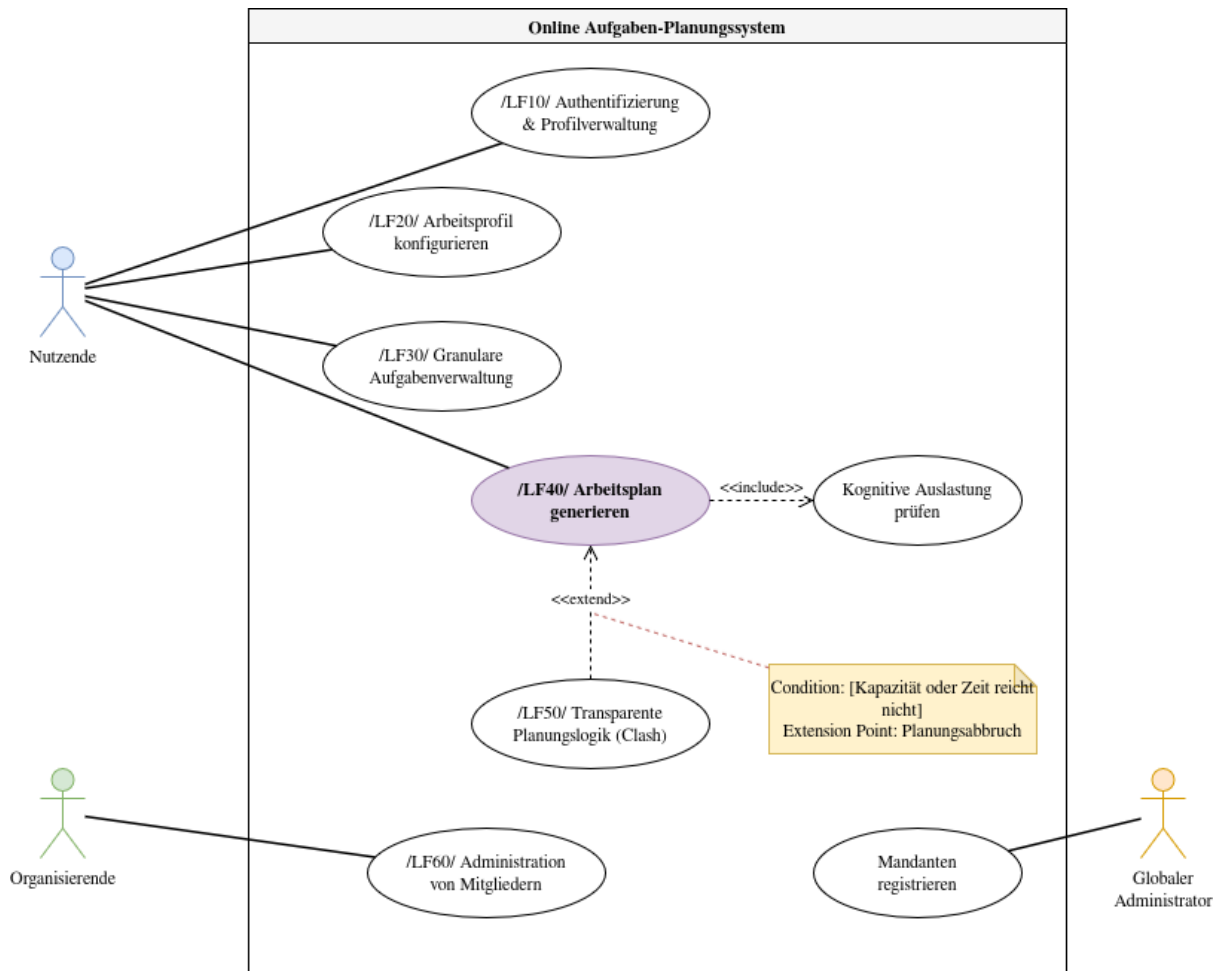 Online Aufgaben-Planungssystem
/LF10/ Authentifizierung
& Profilverwaltung
/LF20/ Arbeitsprofil
konfigurieren
Nutzende
/LF30/ Granulare
Aufgabenverwaltung
/LF40/ Arbeitsplan
generieren
<<include>>
Kognitive Auslastung
prüfen
<<extend>>
Condition: [Kapazität oder Zeit reicht
nicht]
Extension Point: Planungsabbruch
/LF50/ Transparente
Planungslogik (Clash)
Organisierende
/LF60/ Administration
von Mitgliedern
Mandanten
registrieren
Globaler
Administrator